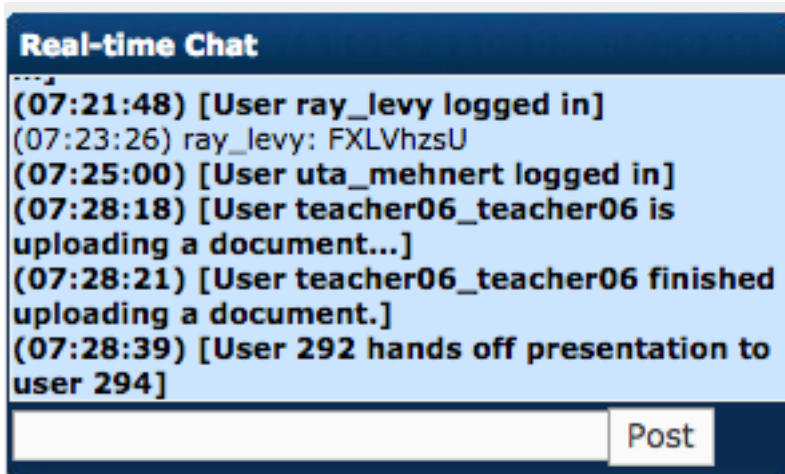 Real-time Chat
...]
(07:21:48) [User ray_levy logged in]
(07:23:26) ray_levy: FXLVhzsU
(07:25:00) [User uta_mehnert logged in]
(07:28:18) [User teacher06_teacher06 is
uploading a document...]
(07:28:21) [User teacher06_teacher06 finished
uploading a document.]
(07:28:39) [User 292 hands off presentation to
user 294]
Post